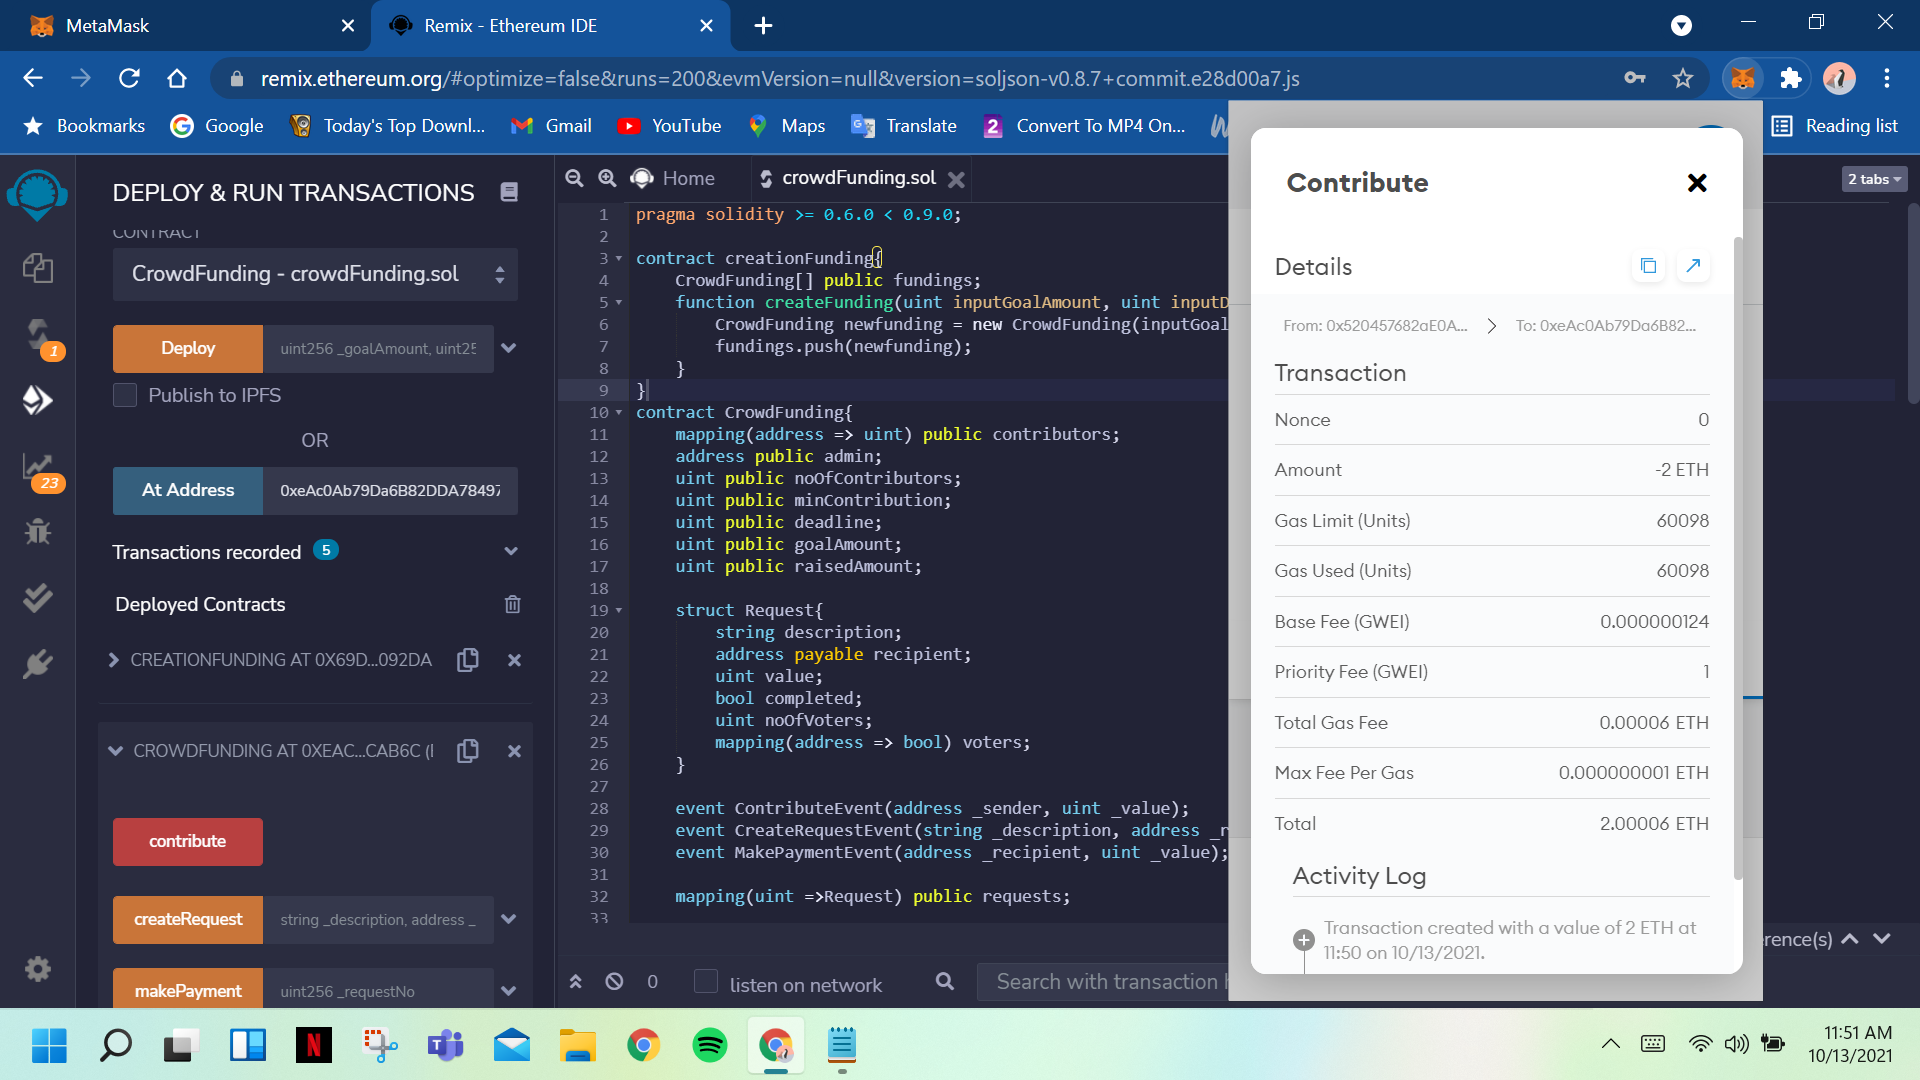 MetaMask
Remix - Ethereum IDE
remix.ethereum.org/#optimize=false&runs=200&evmVersion=null&version=soljson-v0.8.7+commit.e28d00a7.js
Bookmarks
Google
Today's Top Downl...
Gmail
YouTube
Maps
Translate
2
Convert To MP4 On...
Reading list
DEPLOY & RUN TRANSACTIONS
CONTRACT
CrowdFunding - crowdFunding.sol
Deploy
uint256 _goalAmount, uint25
Publish to IPFS
OR
At Address
0xeAc0Ab79Da6B82DDA78497
Transactions recorded 5
Deployed Contracts
CREATIONFUNDING AT 0X69D...092DA
CROWDFUNDING AT 0XEAC...CAB6C (
contribute
createRequest
string _description, address _
makePayment
uint256 _requestNo
1
23
Home
crowdFunding.sol
2 tabs
1 pragma solidity >= 0.6.0 < 0.9.0;
2
3 contract creationFunding{
4 CrowdFunding[] public fundings;
5 function createFunding(uint inputGoalAmount, uint inputD
6 CrowdFunding newfunding = new CrowdFunding(inputGoal
7 fundings.push(newfunding);
8 }
9 }
10 contract CrowdFunding{
11 mapping(address => uint) public contributors;
12 address public admin;
13 uint public noOfContributors;
14 uint public minContribution;
15 uint public deadline;
16 uint public goalAmount;
17 uint public raisedAmount;
18
19 struct Request{
20 string description;
21 address payable recipient;
22 uint value;
23 bool completed;
24 uint noOfVoters;
25 mapping(address => bool) voters;
26 }
27
28 event ContributeEvent(address _sender, uint _value);
29 event CreateRequestEvent(string _description, address _r
30 event MakePaymentEvent(address _recipient, uint _value);
31
32 mapping(uint =>Request) public requests;
33
0
listen on network
Search with transaction h
erence(s)
Contribute
Details
From: 0x520457682aE0A...
To: 0xeAc0Ab79Da6B82...
Transaction
Nonce 0
Amount -2 ETH
Gas Limit (Units) 60098
Gas Used (Units) 60098
Base Fee (GWEI) 0.000000124
Priority Fee (GWEI) 1
Total Gas Fee 0.00006 ETH
Max Fee Per Gas 0.000000001 ETH
Total 2.00006 ETH
Activity Log
Transaction created with a value of 2 ETH at
11:50 on 10/13/2021.
11:51 AM
10/13/2021